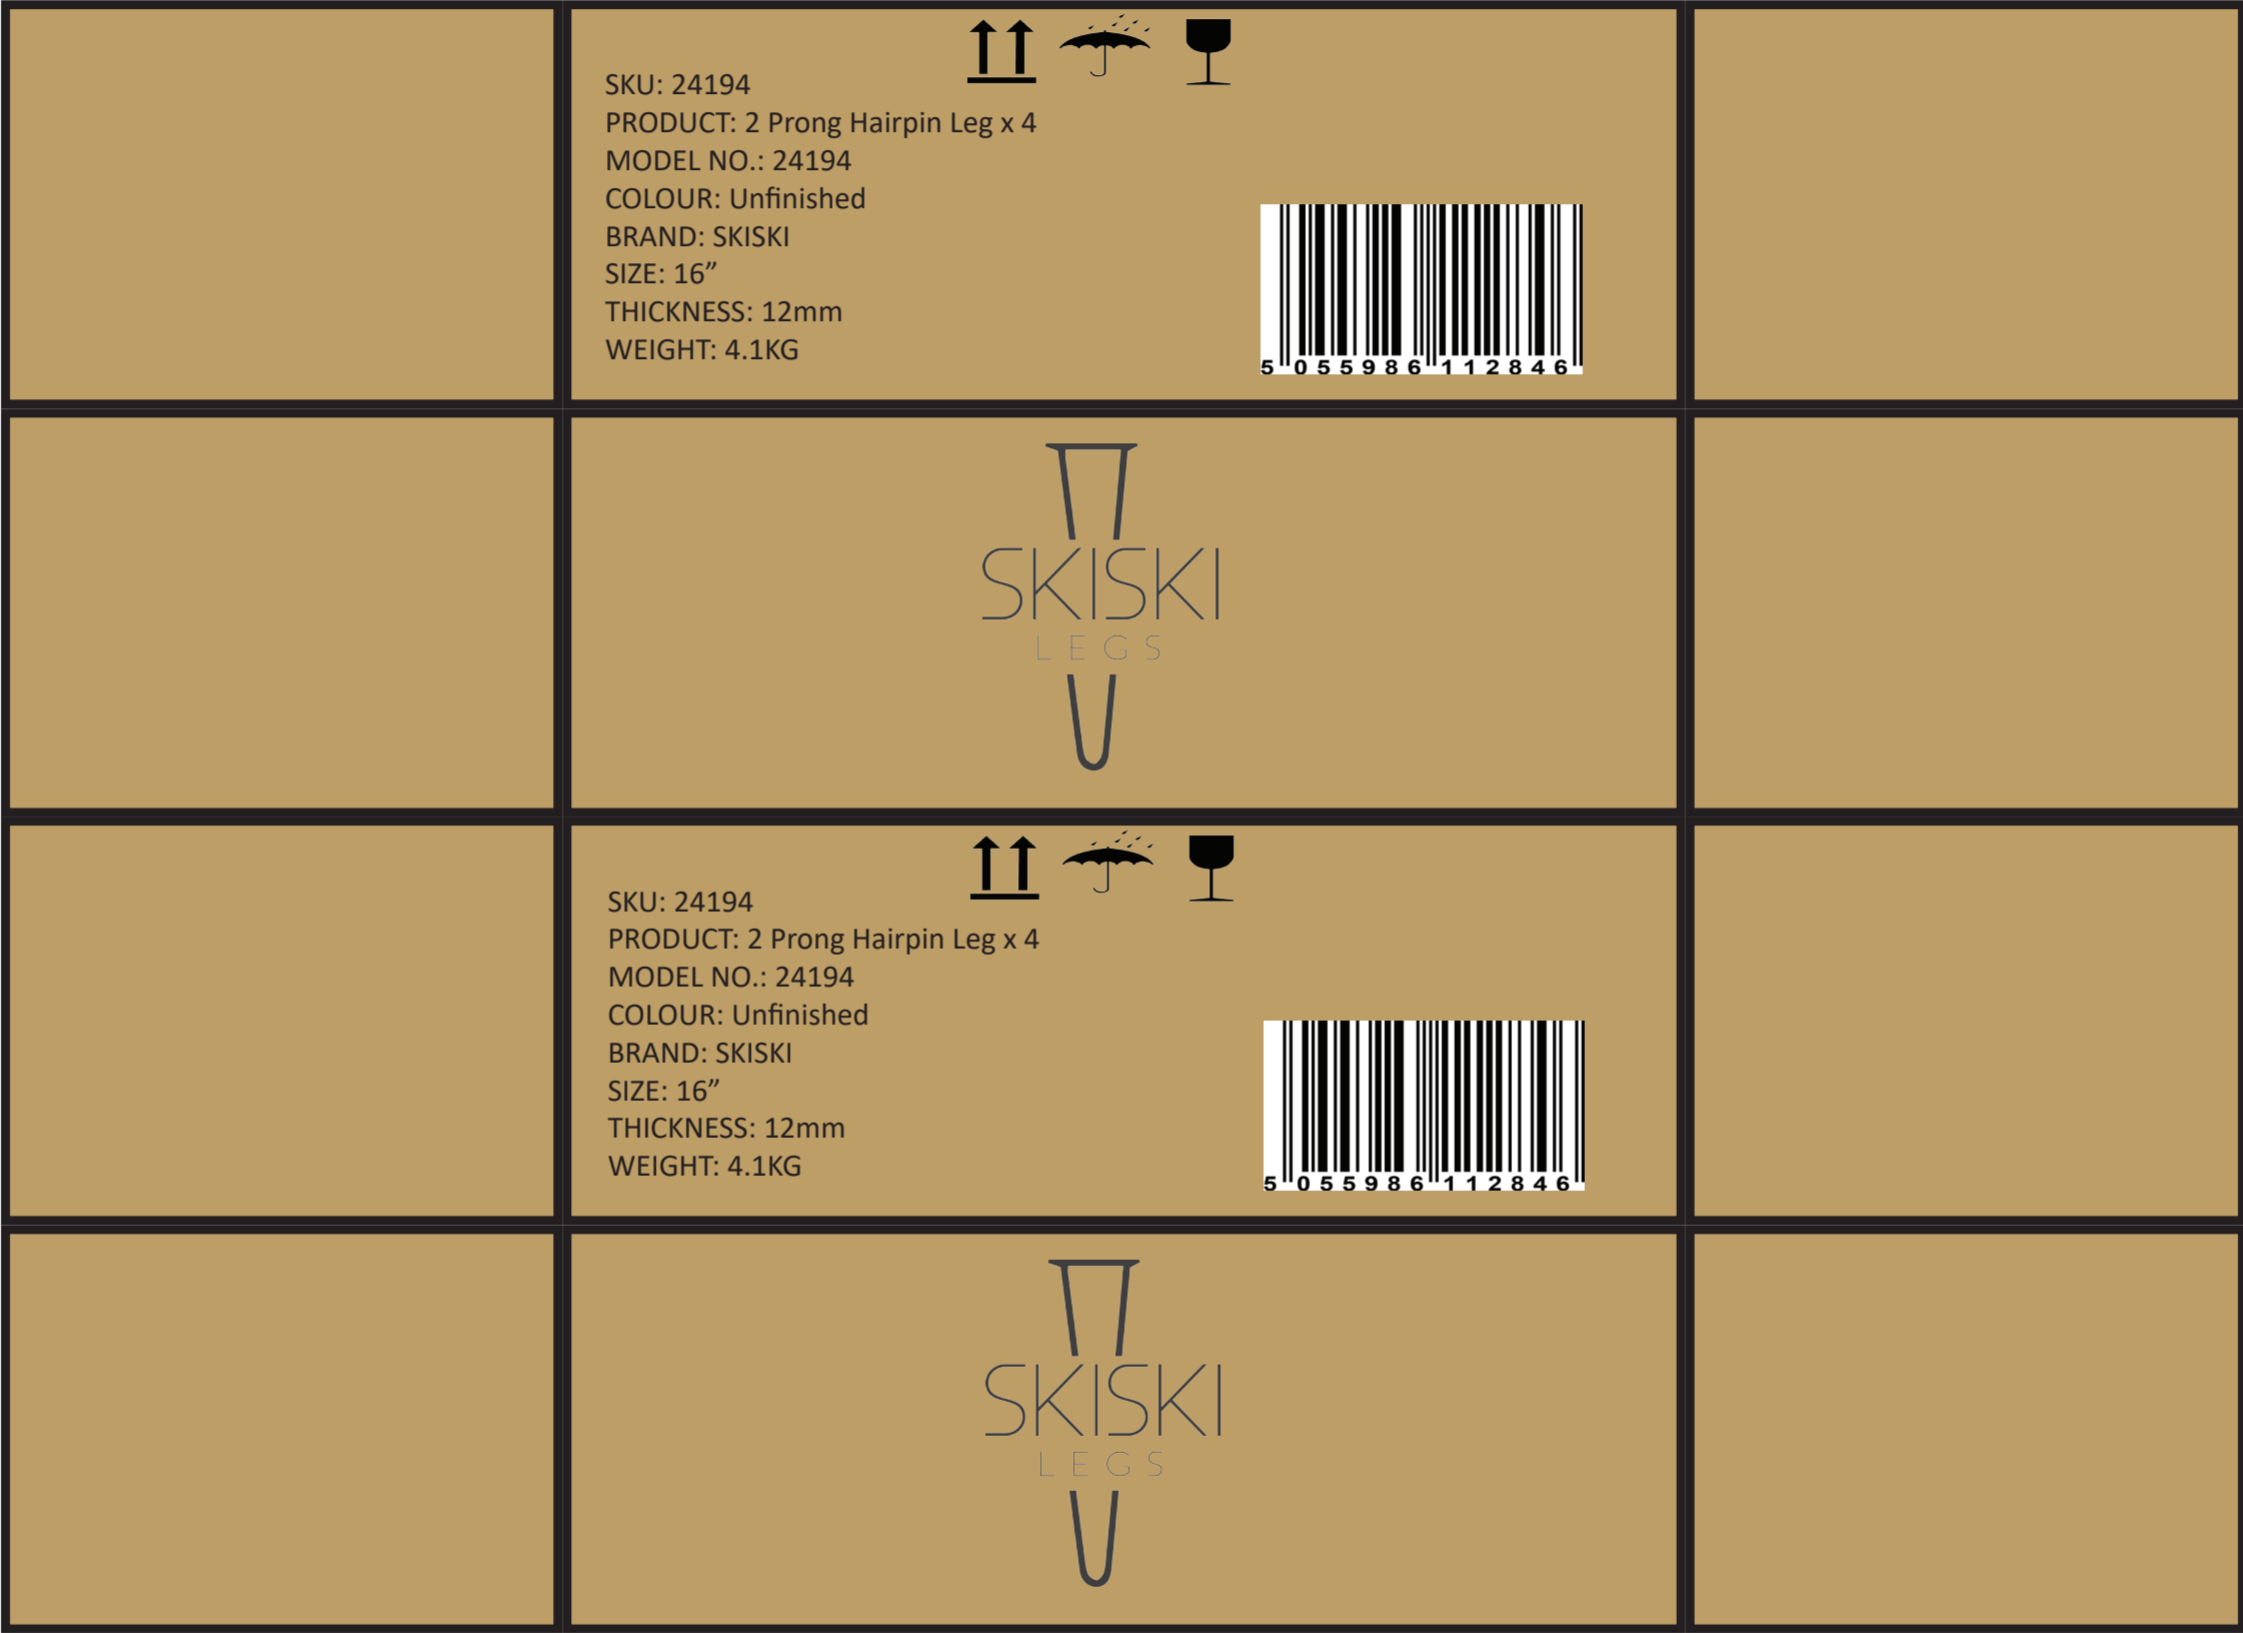 SKU: 24194
PRODUCT: 2 Prong Hairpin Leg x 4
MODEL NO.: 24194
COLOUR: Unfinished
BRAND: SKISKI
SIZE: 16”
THICKNESS: 12mm
WEIGHT: 4.1KG
5 055986 112846
SKISKI
LEGS
SKU: 24194
PRODUCT: 2 Prong Hairpin Leg x 4
MODEL NO.: 24194
COLOUR: Unfinished
BRAND: SKISKI
SIZE: 16”
THICKNESS: 12mm
WEIGHT: 4.1KG
5 055986 112846
SKISKI
LEGS